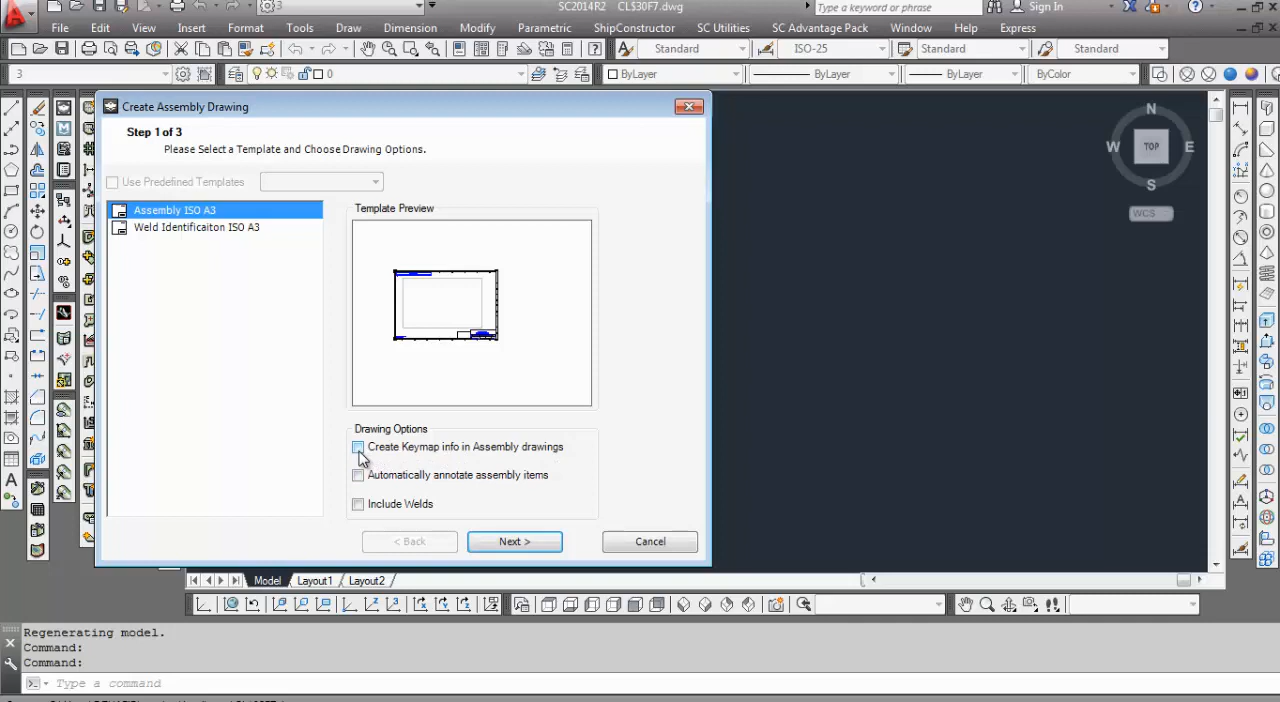 3
SC2014R2 CLS30F7.dwg
Type a keyword or phrase
Sign In
File Edit View Insert Format Tools Draw Dimension Modify Parametric ShipConstructor SC Utilities SC Advantage Pack Window Help Express
Standard ISO-25 Standard Standard
3 0 ByLayer ByLayer ByLayer ByColor
Create Assembly Drawing
Step 1 of 3
Please Select a Template and Choose Drawing Options.
Use Predefined Templates
Assembly ISO A3
Weld Identificaiton ISO A3
Template Preview
Drawing Options
Create Keymap info in Assembly drawings
Automatically annotate assembly items
Include Welds
< Back Next > Cancel
N
W TOP E
S
WCS
Model Layout1 Layout2
Regenerating model.
Command:
Command:
Type a command